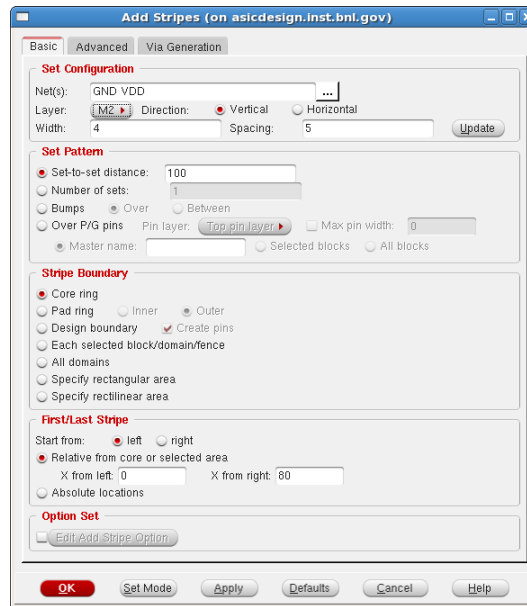 Add Stripes (on asicdesign.inst.bnl.gov)
Basic Advanced Via Generation
Set Configuration
Net(s): GND VDD ...
Layer: M2 Direction: Vertical Horizontal
Width: 4 Spacing: 5 Update
Set Pattern
Set-to-set distance: 100
Number of sets: 1
Bumps Over Between
Over P/G pins Pin layer: Top pin layer Max pin width: 0
Master name: Selected blocks All blocks
Stripe Boundary
Core ring
Pad ring Inner Outer
Design boundary Create pins
Each selected block/domain/fence
All domains
Specify rectangular area
Specify rectilinear area
First/Last Stripe
Start from: left right
Relative from core or selected area
X from left: 0 X from right: 80
Absolute locations
Option Set
Edit Add Stripe Option
OK Set Mode Apply Defaults Cancel Help